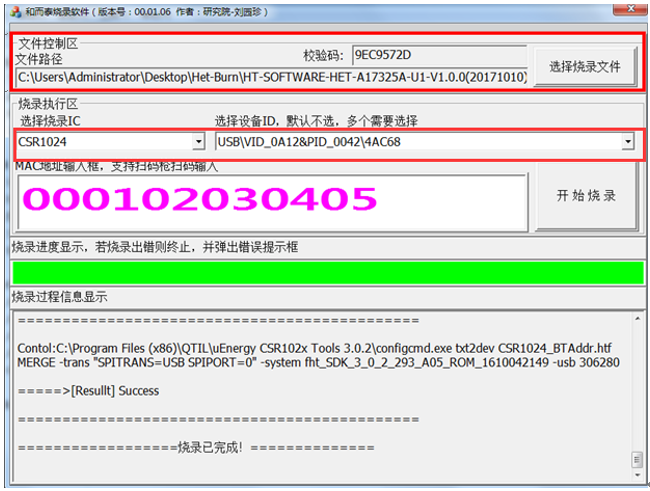 和而泰烧录软件（版本号：00.01.06 作者：研究院-刘园珍）
文件控制区
文件路径
校验码: 9EC9572D
C:\Users\Administrator\Desktop\Het-Burn\HT-SOFTWARE-HET-A17325A-U1-V1.0.0(20171010)
选择烧录文件
烧录执行区
选择烧录IC
选择设备ID，默认不选，多个需要选择
CSR1024
USB\VID_0A12&PID_0042\4AC68
MAC地址输入框，支持扫码枪扫码输入
000102030405
开 始 烧 录
烧录进度显示，若烧录出错则终止，并弹出错误提示框
烧录过程信息显示
=============================================
Contol:C:\Program Files (x86)\QTIL\uEnergy CSR102x Tools 3.0.2\configcmd.exe txt2dev CSR1024_BTAddr.htf
MERGE -trans "SPITRANS=USB SPIPORT=0" -system fht_SDK_3_0_2_293_A05_ROM_1610042149 -usb 306280
=====>[Resullt] Success
=============================================
==================烧录已完成! ==============